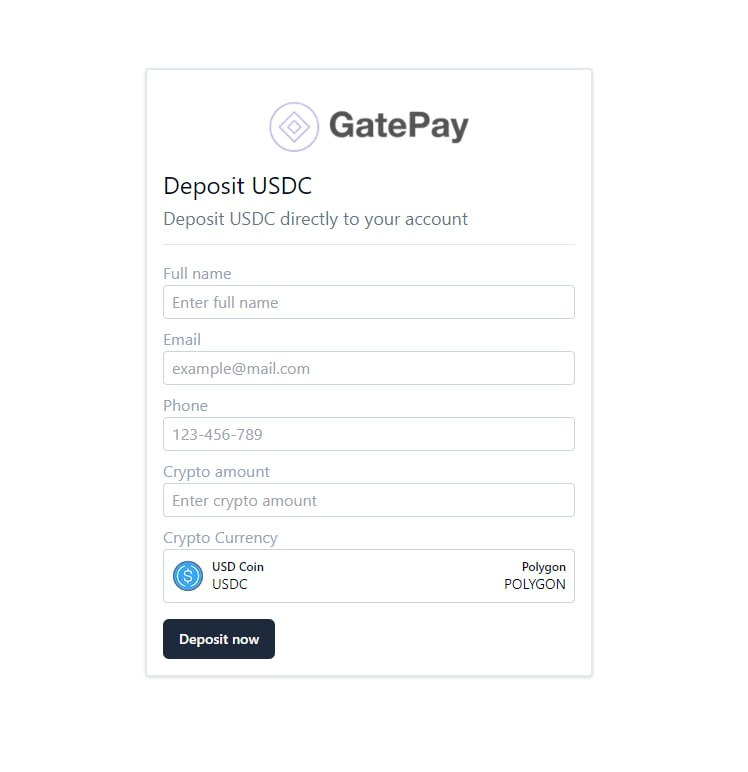 GatePay
Deposit USDC
Deposit USDC directly to your account
Full name
Enter full name
Email
example@mail.com
Phone
123-456-789
Crypto amount
Enter crypto amount
Crypto Currency
USD Coin Polygon
USDC POLYGON
Deposit now